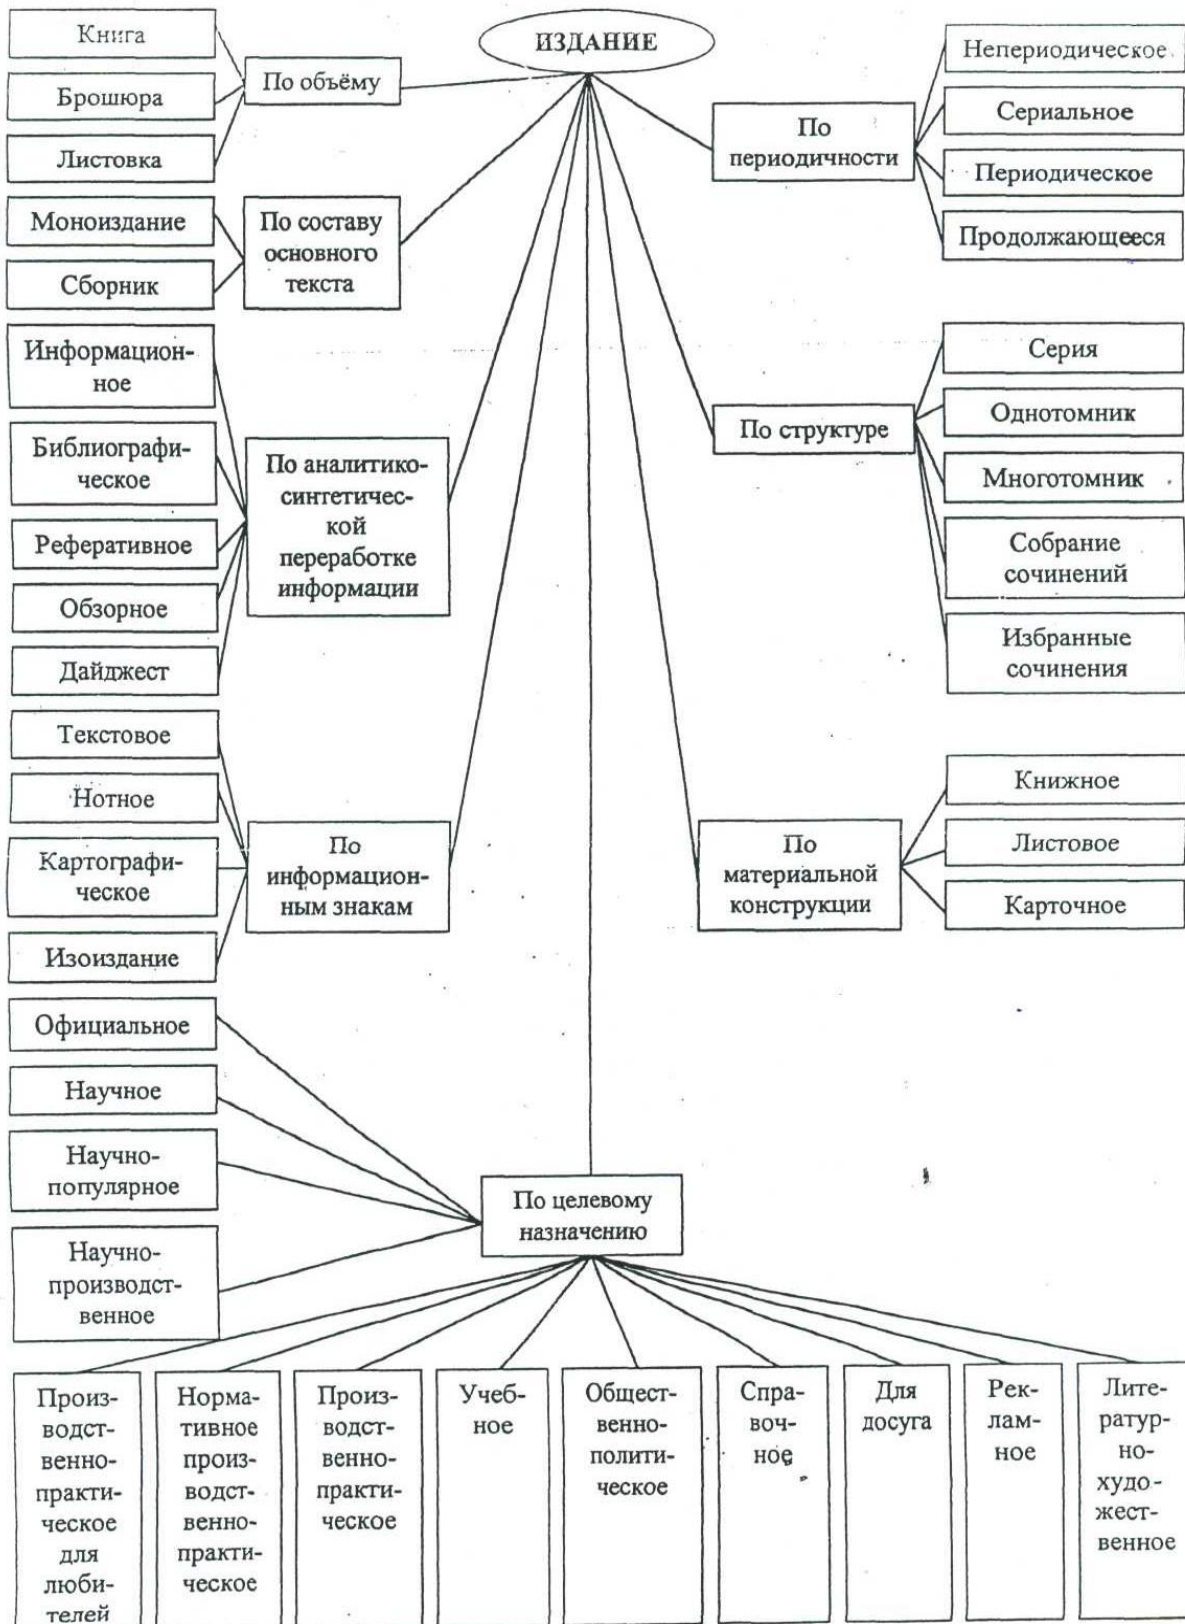 ИЗДАНИЕ
Книга
Брошюра
Листовка
По объёму
Моноиздание
Сборник
По составу
основного
текста
Информацион-
ное
Библиографи-
ческое
Реферативное
Обзорное
Дайджест
По аналитико-
синтетичес-
кой
переработке
информации
Текстовое
Нотное
Картографи-
ческое
Изоиздание
По
информацион-
ным знакам
По
периодичности
Непериодическое
Сериальное
Периодическое
Продолжающееся
По структуре
Серия
Однотомник
Многотомник
Собрание
сочинений
Избранные
сочинения
По
материальной
конструкции
Книжное
Листовое
Карточное
Официальное
Научное
Научно-
популярное
Научно-
производст-
венное
По целевому
назначению
Произ-
водст-
венно-
практи-
ческое
для
люби-
телей
Норма-
тивное
произ-
водст-
венно-
практи-
ческое
Произ-
водст-
венно-
практи-
ческое
Учеб-
ное
Общест-
венно-
полити-
ческое
Спра-
воч-
ное
Для
досуга
Рек-
лам-
ное
Лите-
ратур-
но-
худо-
жест-
венное